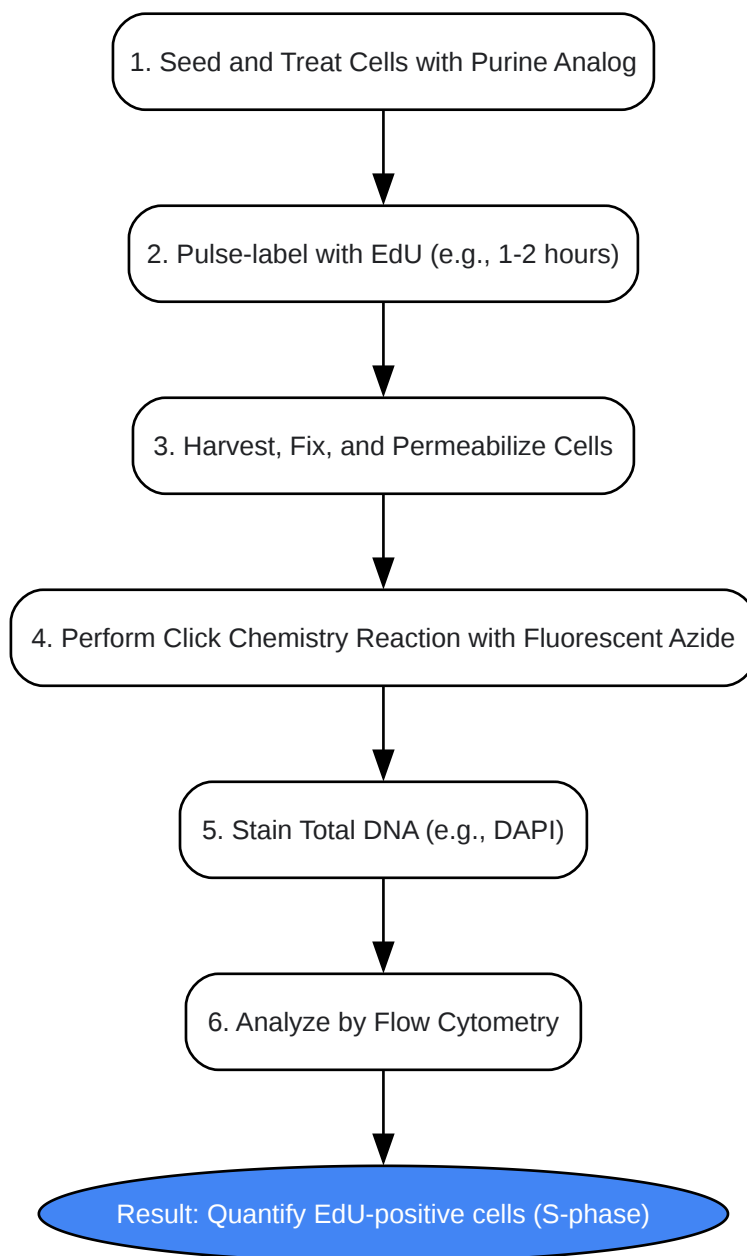 1. Seed and Treat Cells with Purine Analog
2. Pulse-label with EdU (e.g., 1-2 hours)
3. Harvest, Fix, and Permeabilize Cells
4. Perform Click Chemistry Reaction with Fluorescent Azide
5. Stain Total DNA (e.g., DAPI)
6. Analyze by Flow Cytometry
Result: Quantify EdU-positive cells (S-phase)